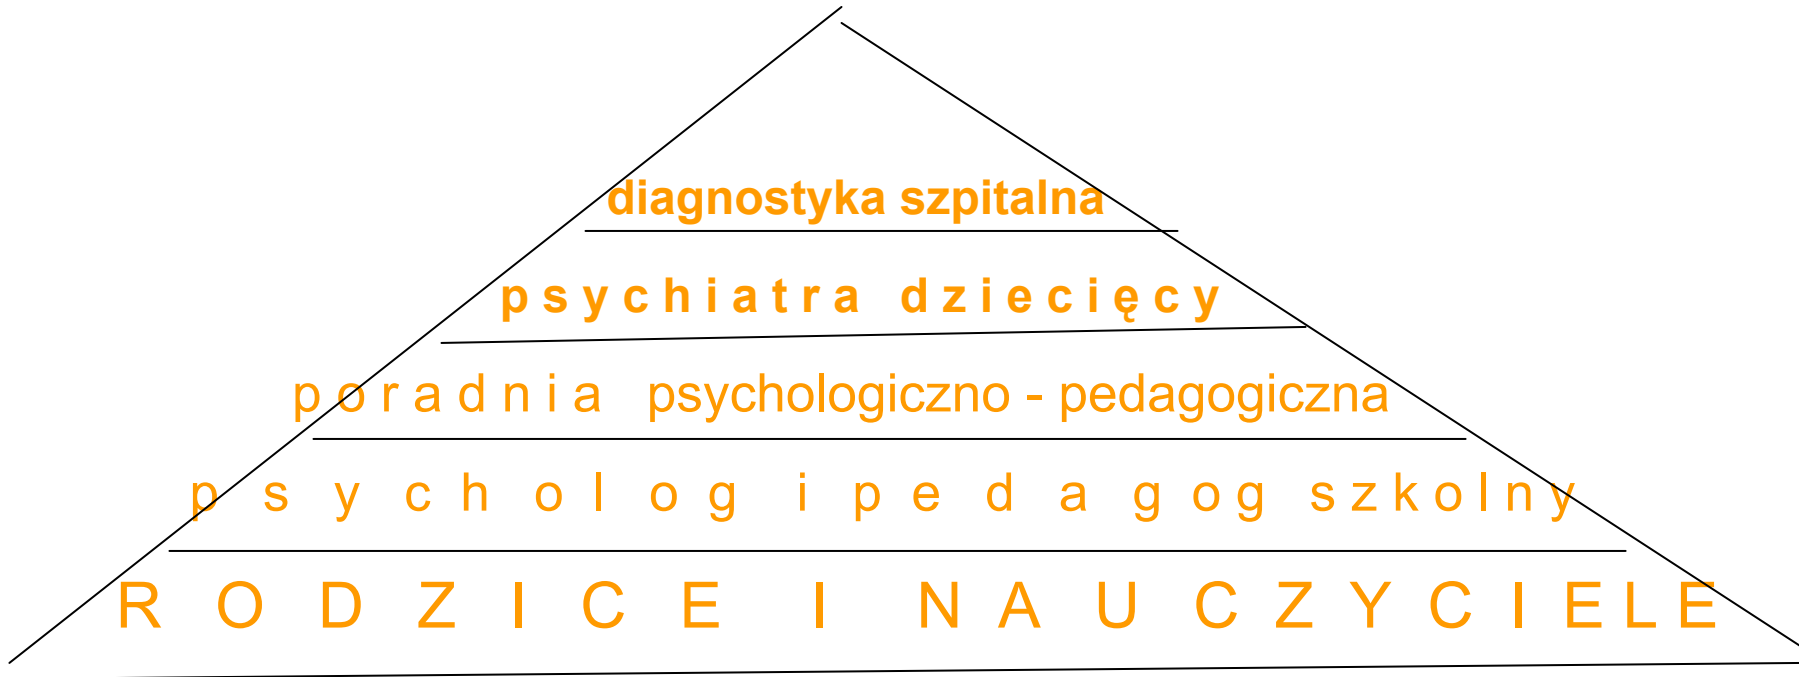 diagnostyka szpitalna
psychiatra dziecięcy
poradnia psychologiczno - pedagogiczna
psycholog i pedagog szkolny
RODZICE I NAUCZYCIELE